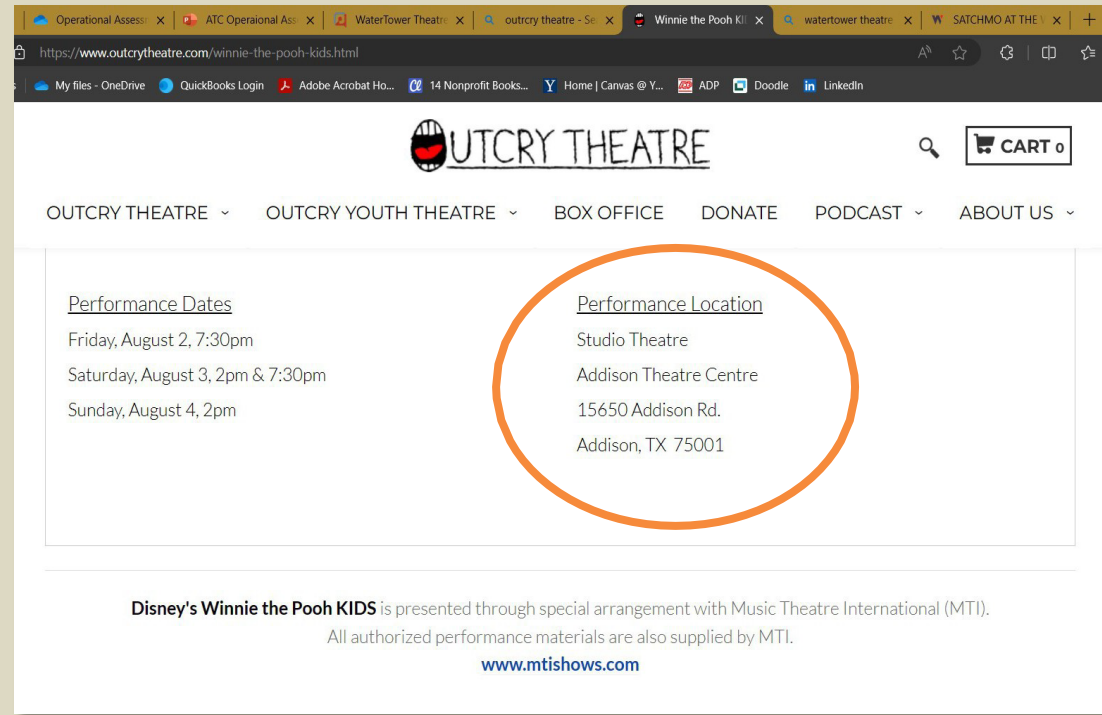 Operational Assessm
ATC Operaional Ass
WaterTower Theatre
outcry theatre - Se
Winnie the Pooh KI
watertower theatre
SATCHMO AT THE W
https://www.outcrytheatre.com/winnie-the-pooh-kids.html
My files - OneDrive
QuickBooks Login
Adobe Acrobat Ho...
14 Nonprofit Books...
Home | Canvas @ Y...
ADP
Doodle
LinkedIn
OUTCRY THEATRE
CART 0
OUTCRY THEATRE
OUTCRY YOUTH THEATRE
BOX OFFICE
DONATE
PODCAST
ABOUT US
Performance Dates
Friday, August 2, 7:30pm
Saturday, August 3, 2pm & 7:30pm
Sunday, August 4, 2pm
Performance Location
Studio Theatre
Addison Theatre Centre
15650 Addison Rd.
Addison, TX 75001
Disney's Winnie the Pooh KIDS is presented through special arrangement with Music Theatre International (MTI).
All authorized performance materials are also supplied by MTI.
www.mtishows.com